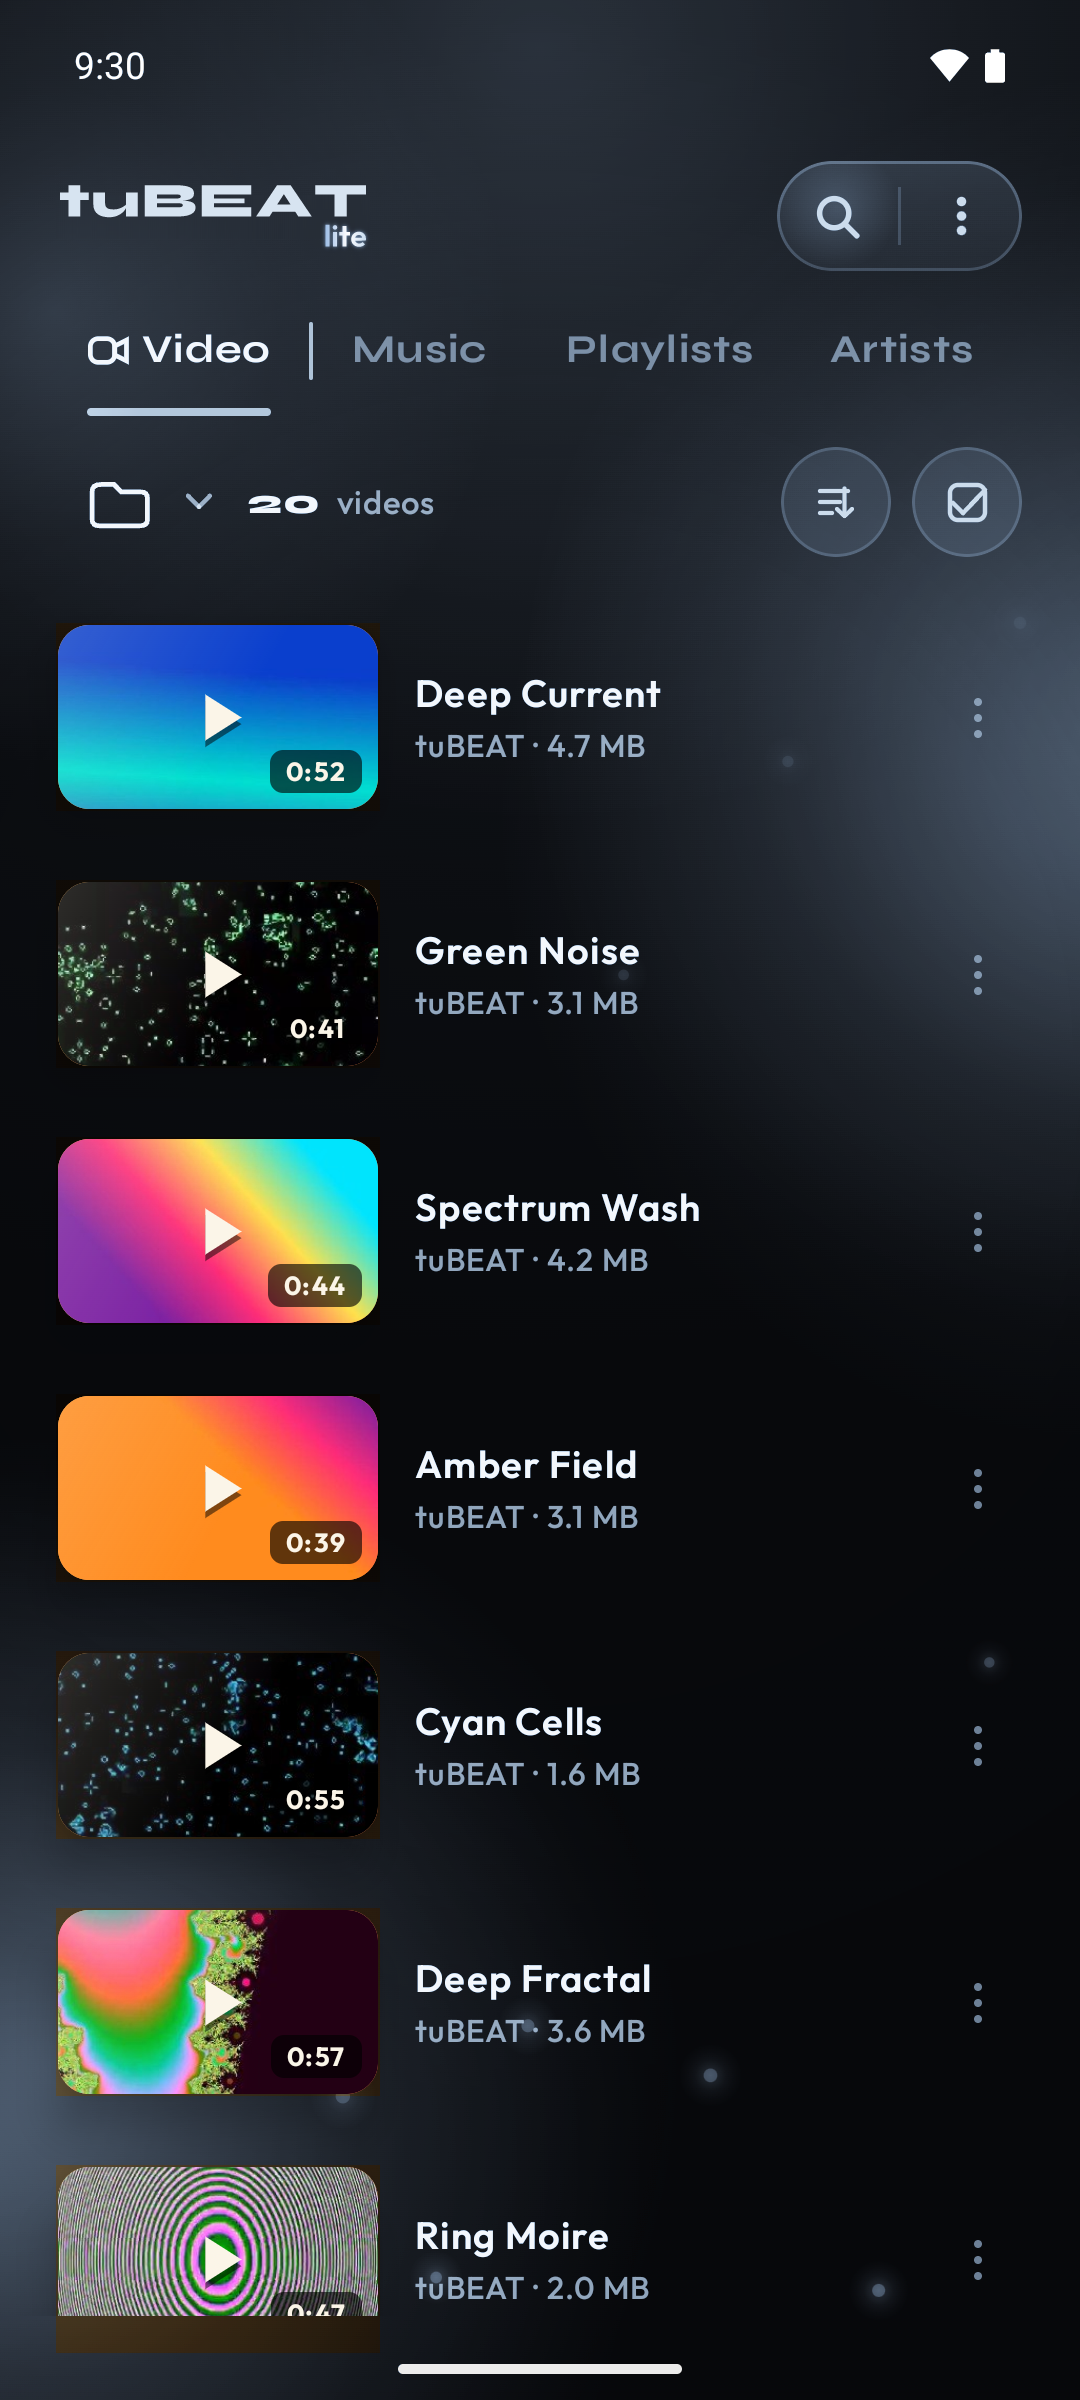 9:30
tuBEAT
lite
Video Music Playlists Artists
20 videos
Deep Current
tuBEAT · 4.7 MB
0:52
Green Noise
tuBEAT · 3.1 MB
0:41
Spectrum Wash
tuBEAT · 4.2 MB
0:44
Amber Field
tuBEAT · 3.1 MB
0:39
Cyan Cells
tuBEAT · 1.6 MB
0:55
Deep Fractal
tuBEAT · 3.6 MB
0:57
Ring Moire
tuBEAT · 2.0 MB
0:47